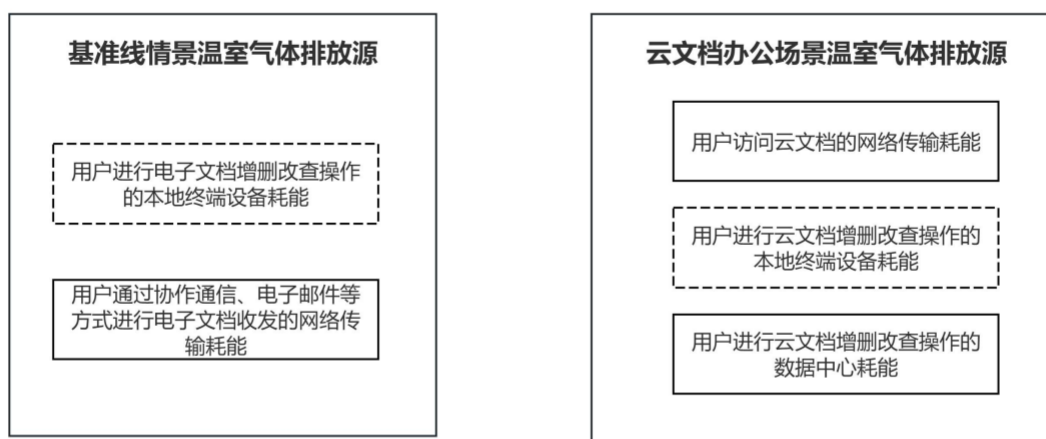 基准线情景温室气体排放源
用户进行电子文档增删改查操作
的本地终端设备耗能
用户通过协作通信、电子邮件等
方式进行电子文档收发的网络传
输耗能
云文档办公场景温室气体排放源
用户访问云文档的网络传输耗能
用户进行云文档增删改查操作的
本地终端设备耗能
用户进行云文档增删改查操作的
数据中心耗能